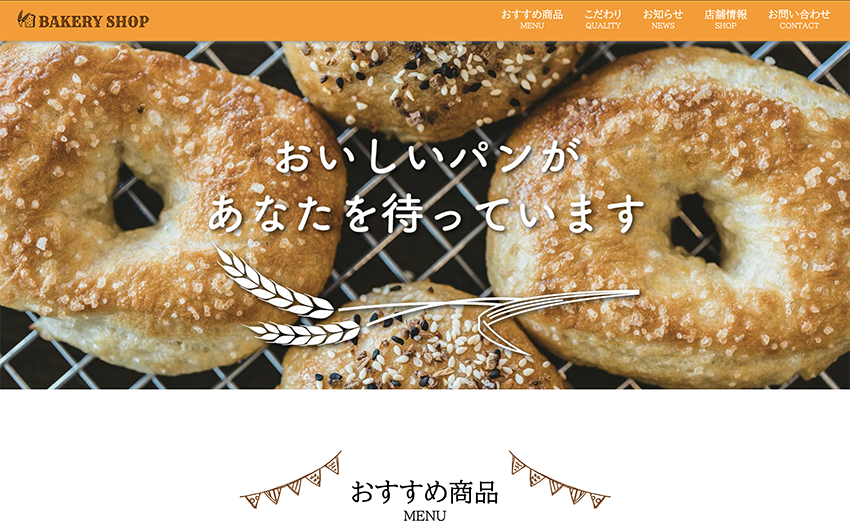 BAKERY SHOP
おすすめ商品
MENU
こだわり
QUALITY
お知らせ
NEWS
店舗情報
SHOP
お問い合わせ
CONTACT
おいしいパンが
あなたを待っています
おすすめ商品
MENU